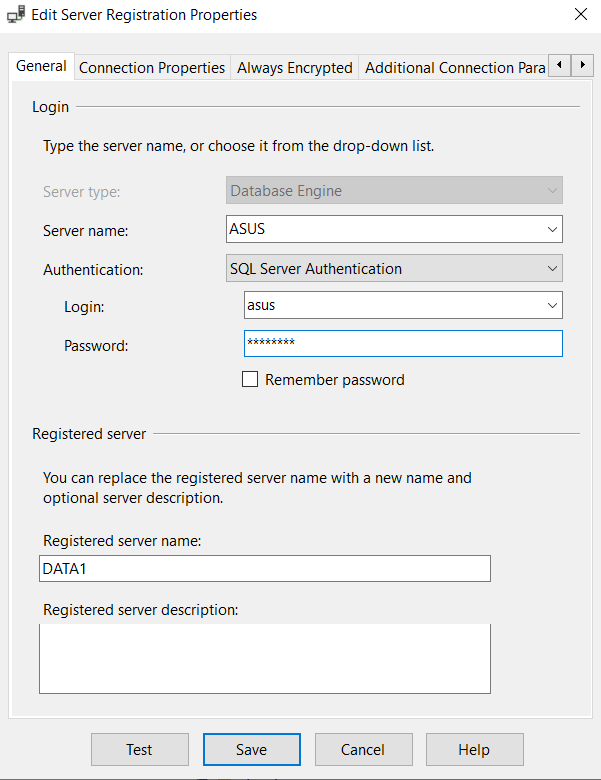 Edit Server Registration Properties
General
Connection Properties
Always Encrypted
Additional Connection Para
Login
Type the server name, or choose it from the drop-down list.
Server type:
Database Engine
Server name:
ASUS
Authentication:
SQL Server Authentication
Login:
asus
Password:
********
Remember password
Registered server
You can replace the registered server name with a new name and
optional server description.
Registered server name:
DATA1
Registered server description:
Test
Save
Cancel
Help